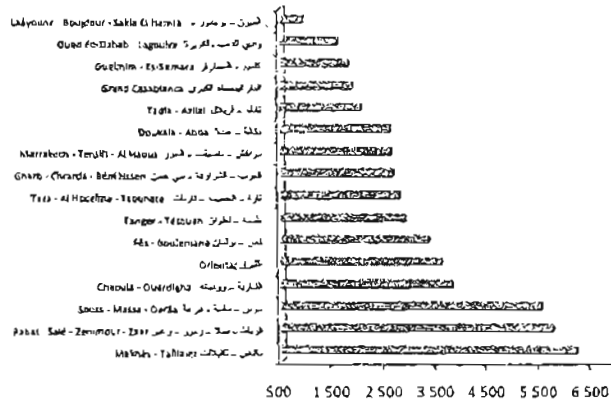 Laâyoune - Boujdour - Sakia El Hamra
Oued Ed-Dahab - Lagouira وادي الذهب - الكويرة
Guelmim - Es-Semara كلميم - السمارة
Grand Casablanca الدار البيضاء الكبرى
Tadla - Azilal تادلة - أزيلال
Doukala - Abda دكالة - عبدة
Marrakech - Tensift - Al Haouz مراكش - تانسيفت - الحوز
Gharb - Chrarda - Béni Hssen الغرب - الشراردة - بني حسن
Taza - Al Hoceima - Taounate تازة - الحسيمة - تاونات
Tanger - Tétouan طنجة - تطوان
Fès - Boulemane فاس - بولمان
Oriental الشرق
Chaouia - Ouardigha الشاوية - ورديغة
Souss - Massa - Darâa سوس - ماسة - درعة
Rabat - Salé - Zemmour - Zaer الرباط - سلا - زمور - زعير
Meknès - Tafilalet مكناس - تافيلالت
500 1 500 2 500 3 500 4 500 5 500 6 500